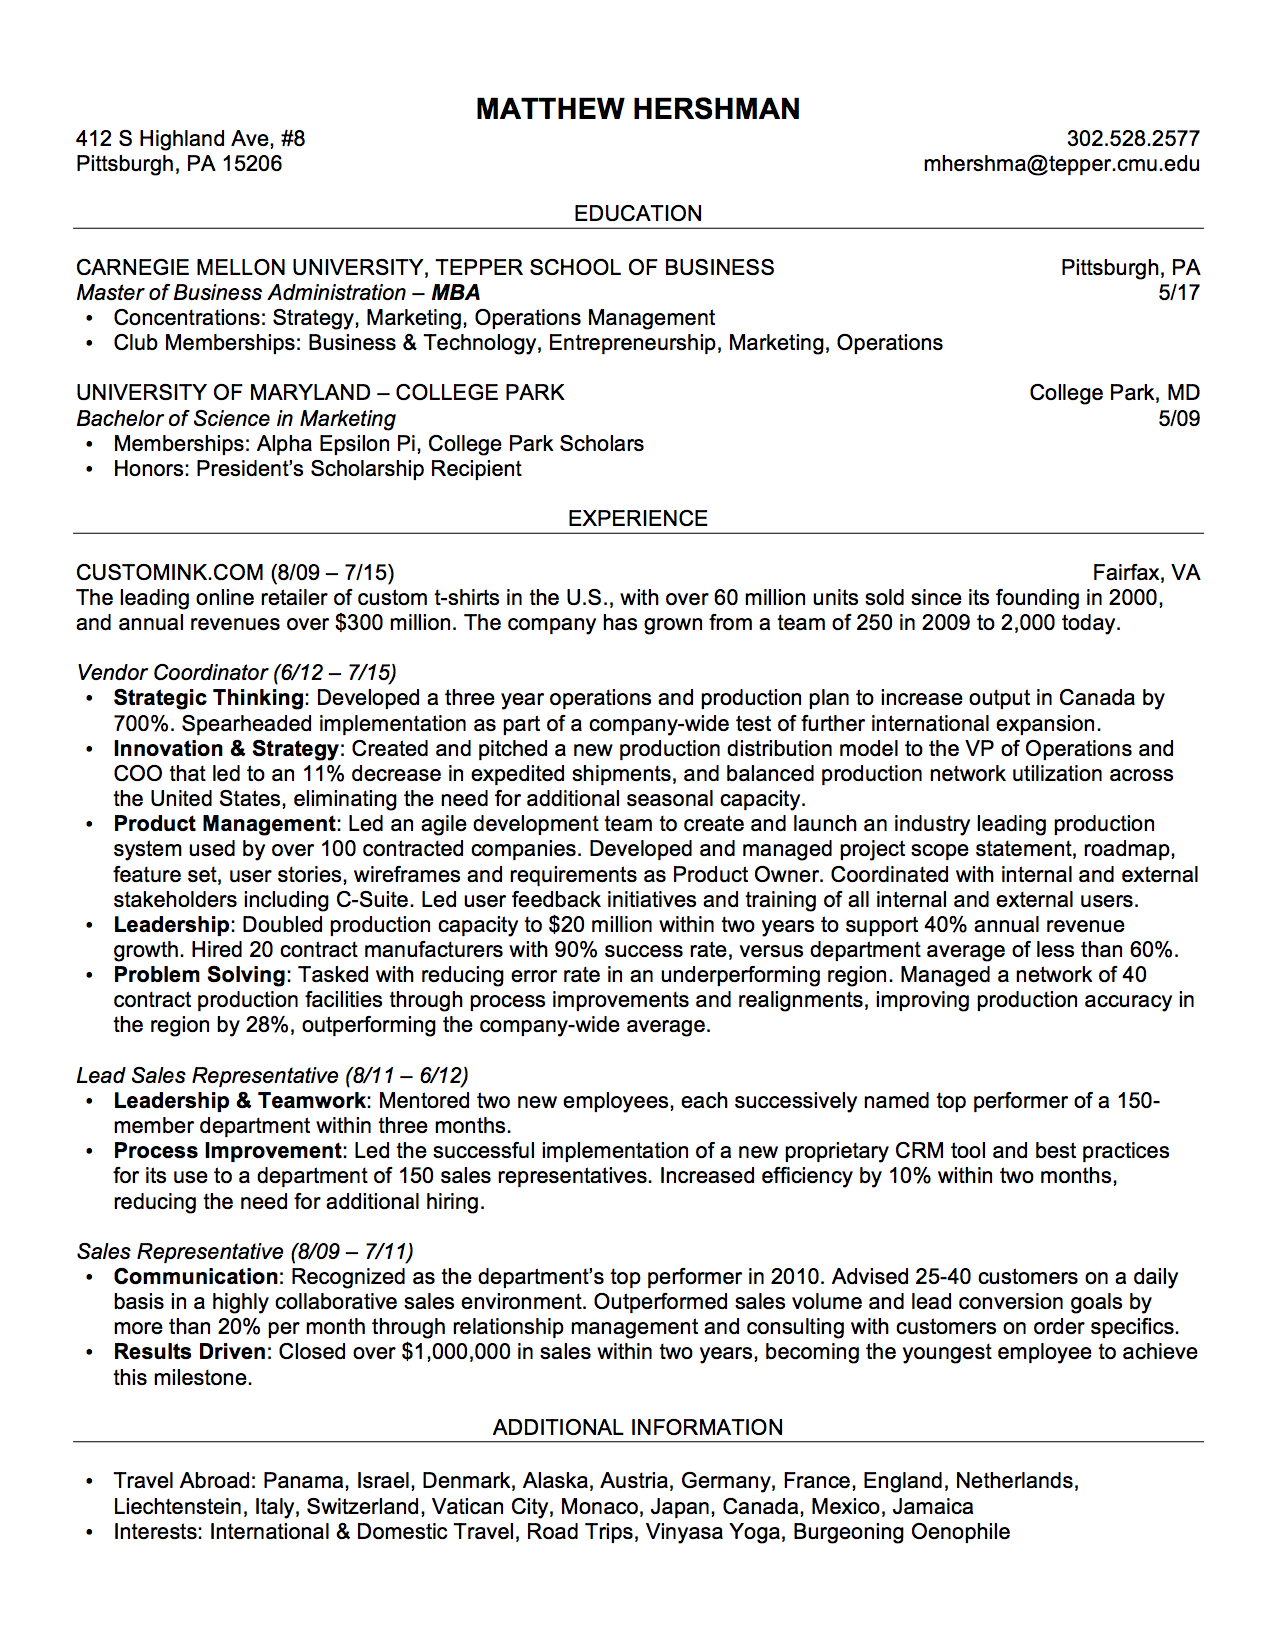 MATTHEW HERSHMAN
412 S Highland Ave, #8 302.528.2577
Pittsburgh, PA 15206 mhershma@tepper.cmu.edu
EDUCATION
CARNEGIE MELLON UNIVERSITY, TEPPER SCHOOL OF BUSINESS Pittsburgh, PA
Master of Business Administration – MBA 5/17
• Concentrations: Strategy, Marketing, Operations Management
• Club Memberships: Business & Technology, Entrepreneurship, Marketing, Operations
UNIVERSITY OF MARYLAND – COLLEGE PARK College Park, MD
Bachelor of Science in Marketing 5/09
• Memberships: Alpha Epsilon Pi, College Park Scholars
• Honors: President's Scholarship Recipient
EXPERIENCE
CUSTOMINK.COM (8/09 – 7/15) Fairfax, VA
The leading online retailer of custom t-shirts in the U.S., with over 60 million units sold since its founding in 2000,
and annual revenues over $300 million. The company has grown from a team of 250 in 2009 to 2,000 today.
Vendor Coordinator (6/12 – 7/15)
• Strategic Thinking: Developed a three year operations and production plan to increase output in Canada by
700%. Spearheaded implementation as part of a company-wide test of further international expansion.
• Innovation & Strategy: Created and pitched a new production distribution model to the VP of Operations and
COO that led to an 11% decrease in expedited shipments, and balanced production network utilization across
the United States, eliminating the need for additional seasonal capacity.
• Product Management: Led an agile development team to create and launch an industry leading production
system used by over 100 contracted companies. Developed and managed project scope statement, roadmap,
feature set, user stories, wireframes and requirements as Product Owner. Coordinated with internal and external
stakeholders including C-Suite. Led user feedback initiatives and training of all internal and external users.
• Leadership: Doubled production capacity to $20 million within two years to support 40% annual revenue
growth. Hired 20 contract manufacturers with 90% success rate, versus department average of less than 60%.
• Problem Solving: Tasked with reducing error rate in an underperforming region. Managed a network of 40
contract production facilities through process improvements and realignments, improving production accuracy in
the region by 28%, outperforming the company-wide average.
Lead Sales Representative (8/11 – 6/12)
• Leadership & Teamwork: Mentored two new employees, each successively named top performer of a 150-
member department within three months.
• Process Improvement: Led the successful implementation of a new proprietary CRM tool and best practices
for its use to a department of 150 sales representatives. Increased efficiency by 10% within two months,
reducing the need for additional hiring.
Sales Representative (8/09 – 7/11)
• Communication: Recognized as the department's top performer in 2010. Advised 25-40 customers on a daily
basis in a highly collaborative sales environment. Outperformed sales volume and lead conversion goals by
more than 20% per month through relationship management and consulting with customers on order specifics.
• Results Driven: Closed over $1,000,000 in sales within two years, becoming the youngest employee to achieve
this milestone.
ADDITIONAL INFORMATION
• Travel Abroad: Panama, Israel, Denmark, Alaska, Austria, Germany, France, England, Netherlands,
Liechtenstein, Italy, Switzerland, Vatican City, Monaco, Japan, Canada, Mexico, Jamaica
• Interests: International & Domestic Travel, Road Trips, Vinyasa Yoga, Burgeoning Oenophile